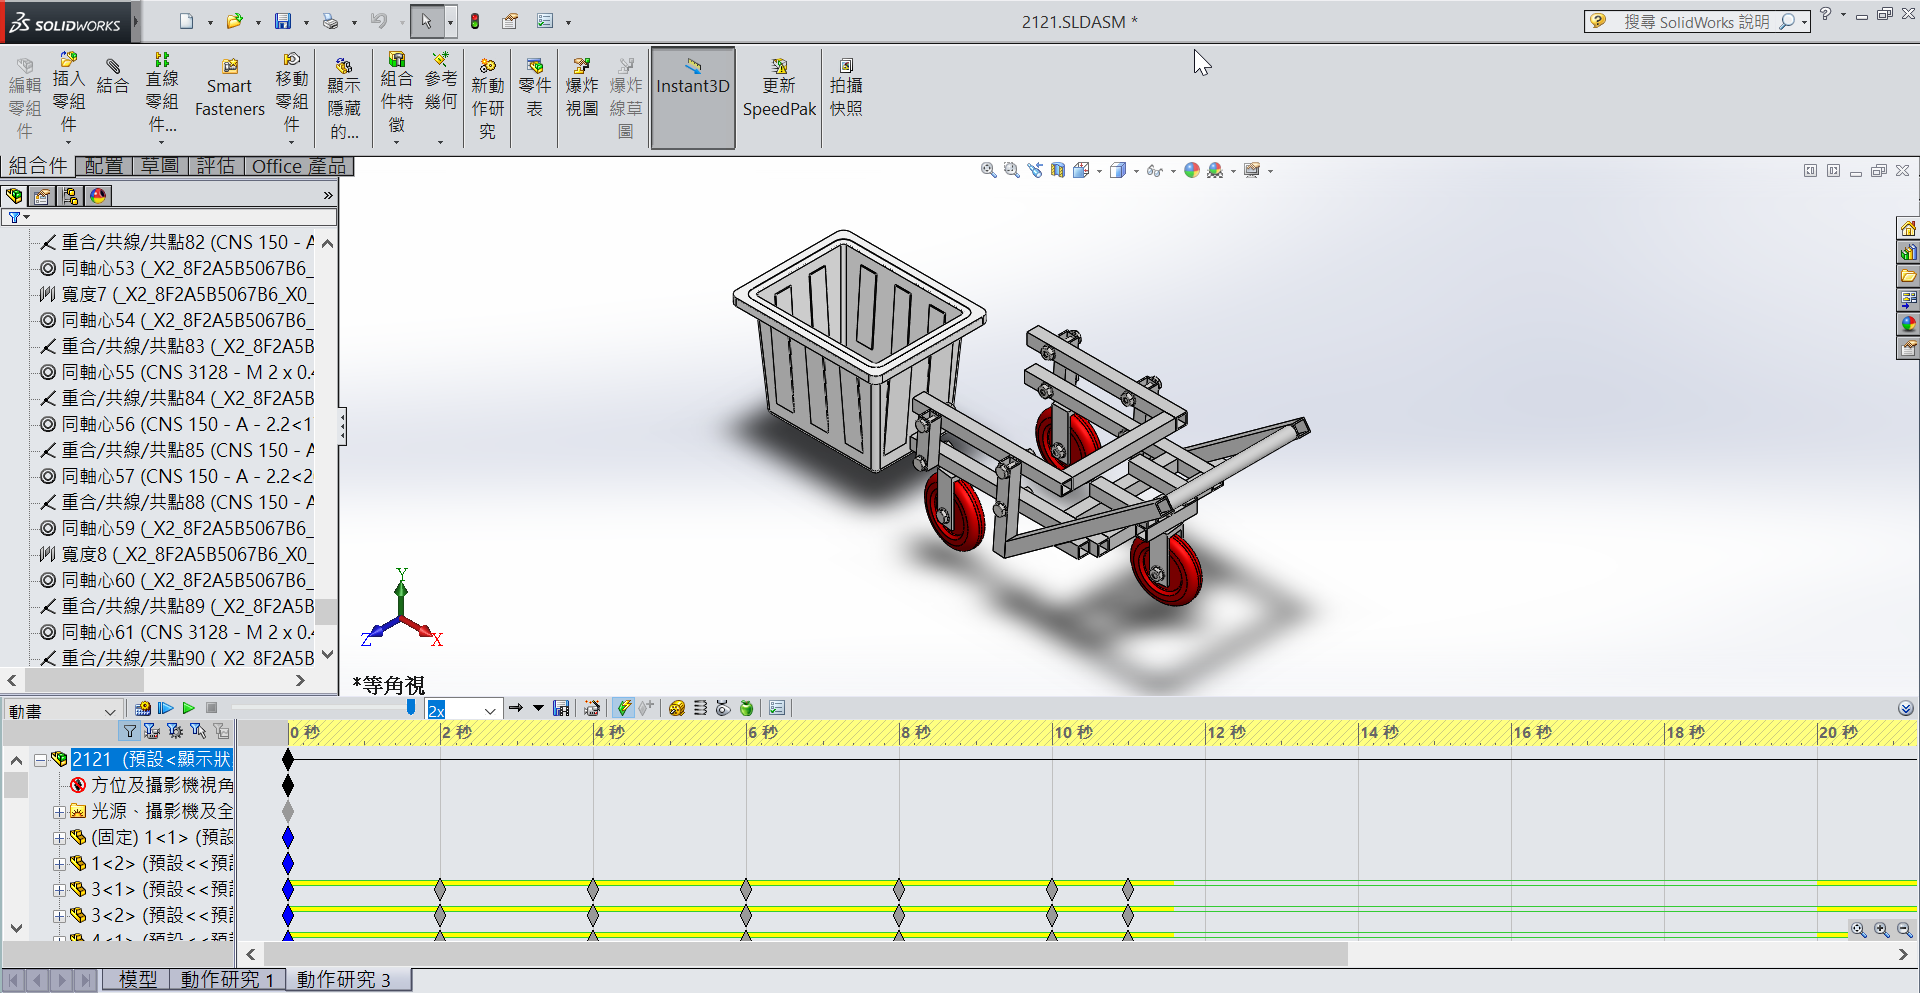 SOLIDWORKS
2121.SLDASM *
搜尋 SolidWorks 說明
編輯零組件
插入零組件
結合
直線零組件...
Smart Fasteners
移動零組件
顯示隱藏的...
組合件特徵
參考幾何
新動作研究
零件表
爆炸視圖
爆炸線草圖
Instant3D
更新 SpeedPak
拍攝快照
組合件
配置
草圖
評估
Office 產品
重合/共線/共點82 (CNS 150 - A
同軸心53 (_X2_8F2A5B5067B6_
寬度7 (_X2_8F2A5B5067B6_X0_
同軸心54 (_X2_8F2A5B5067B6_
重合/共線/共點83 (_X2_8F2A5B
同軸心55 (CNS 3128 - M 2 x 0.4
重合/共線/共點84 (_X2_8F2A5B
同軸心56 (CNS 150 - A - 2.2<1
重合/共線/共點85 (CNS 150 - A
同軸心57 (CNS 150 - A - 2.2<2
重合/共線/共點88 (CNS 150 - A
同軸心59 (_X2_8F2A5B5067B6_
寬度8 (_X2_8F2A5B5067B6_X0_
同軸心60 (_X2_8F2A5B5067B6_
重合/共線/共點89 (_X2_8F2A5B
同軸心61 (CNS 3128 - M 2 x 0.4
重合/共線/共點90 (_X2_8F2A5B
Y
Z
X
*等角視
動畫
2x
0 秒
2 秒
4 秒
6 秒
8 秒
10 秒
12 秒
14 秒
16 秒
18 秒
20 秒
2121 (預設<顯示狀
方位及攝影機視角
光源、攝影機及全
(固定) 1<1> (預設
1<2> (預設<<預設
3<1> (預設<<預設
3<2> (預設<<預設
4<1> (預設<<預設
模型
動作研究 1
動作研究 3